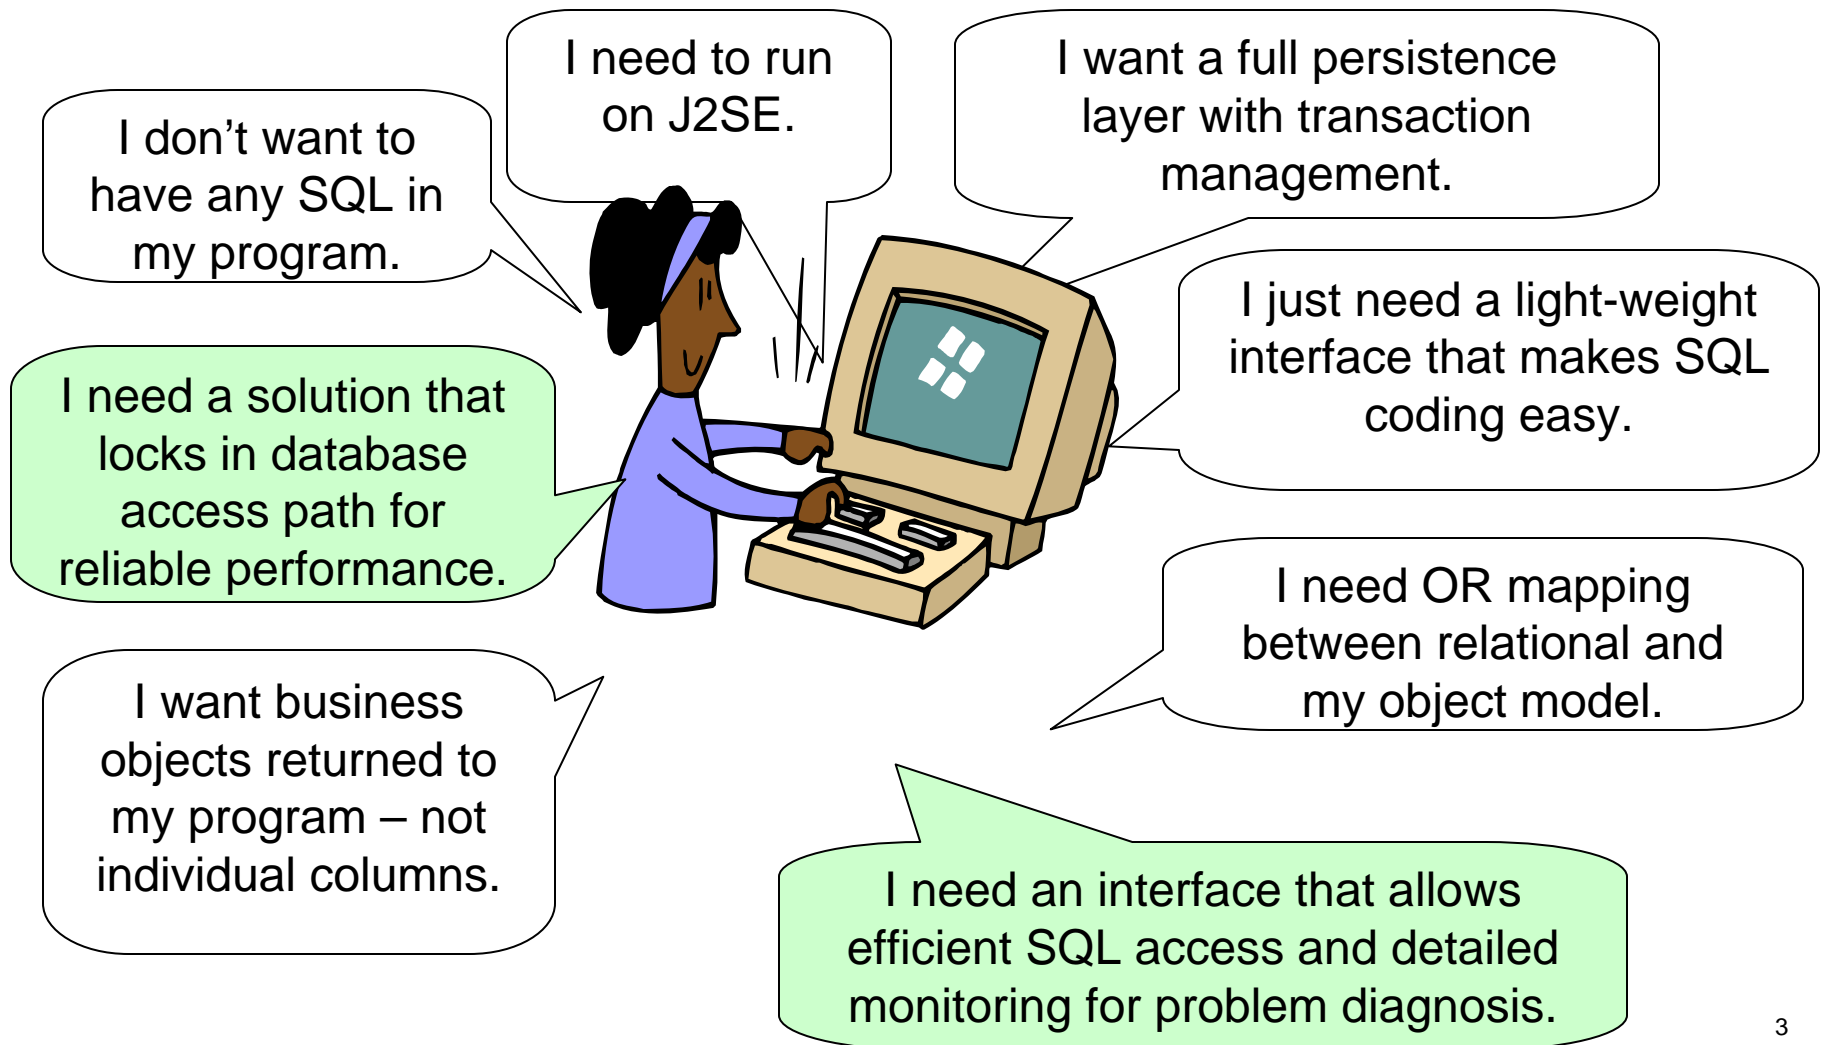 I need to run
on J2SE.
I want a full persistence
layer with transaction
management.
I don’t want to
have any SQL in
my program.
I just need a light-weight
interface that makes SQL
coding easy.
I need a solution that
locks in database
access path for
reliable performance.
I need OR mapping
between relational and
my object model.
I want business
objects returned to
my program – not
individual columns.
I need an interface that allows
efficient SQL access and detailed
monitoring for problem diagnosis.
3